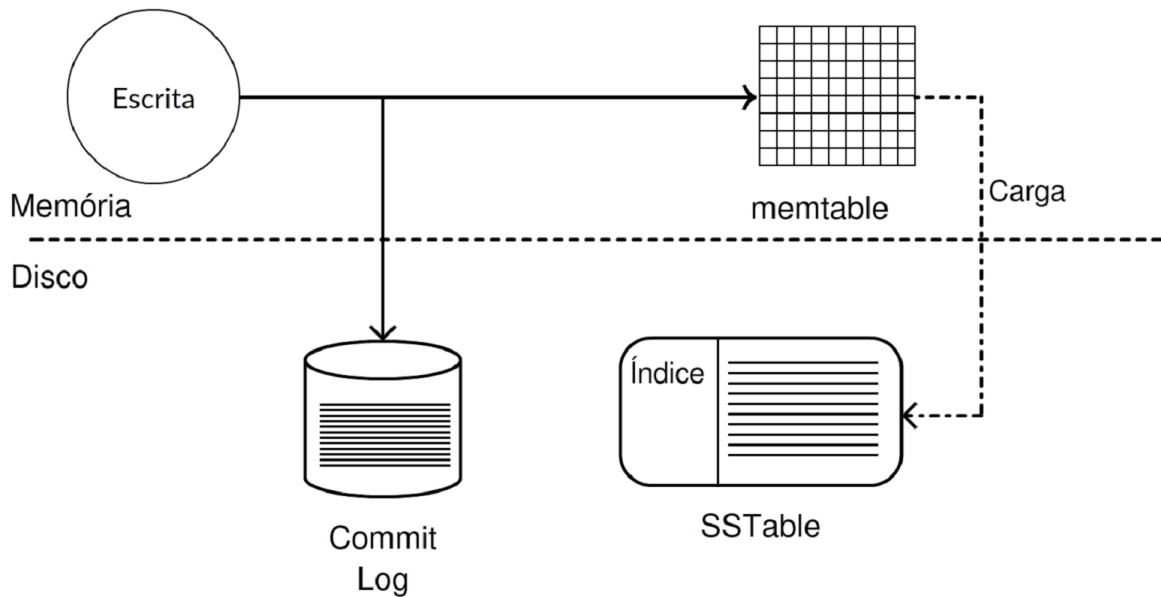 Escrita
Memória
memtable
Carga
Disco
Índice
SSTable
Commit
Log